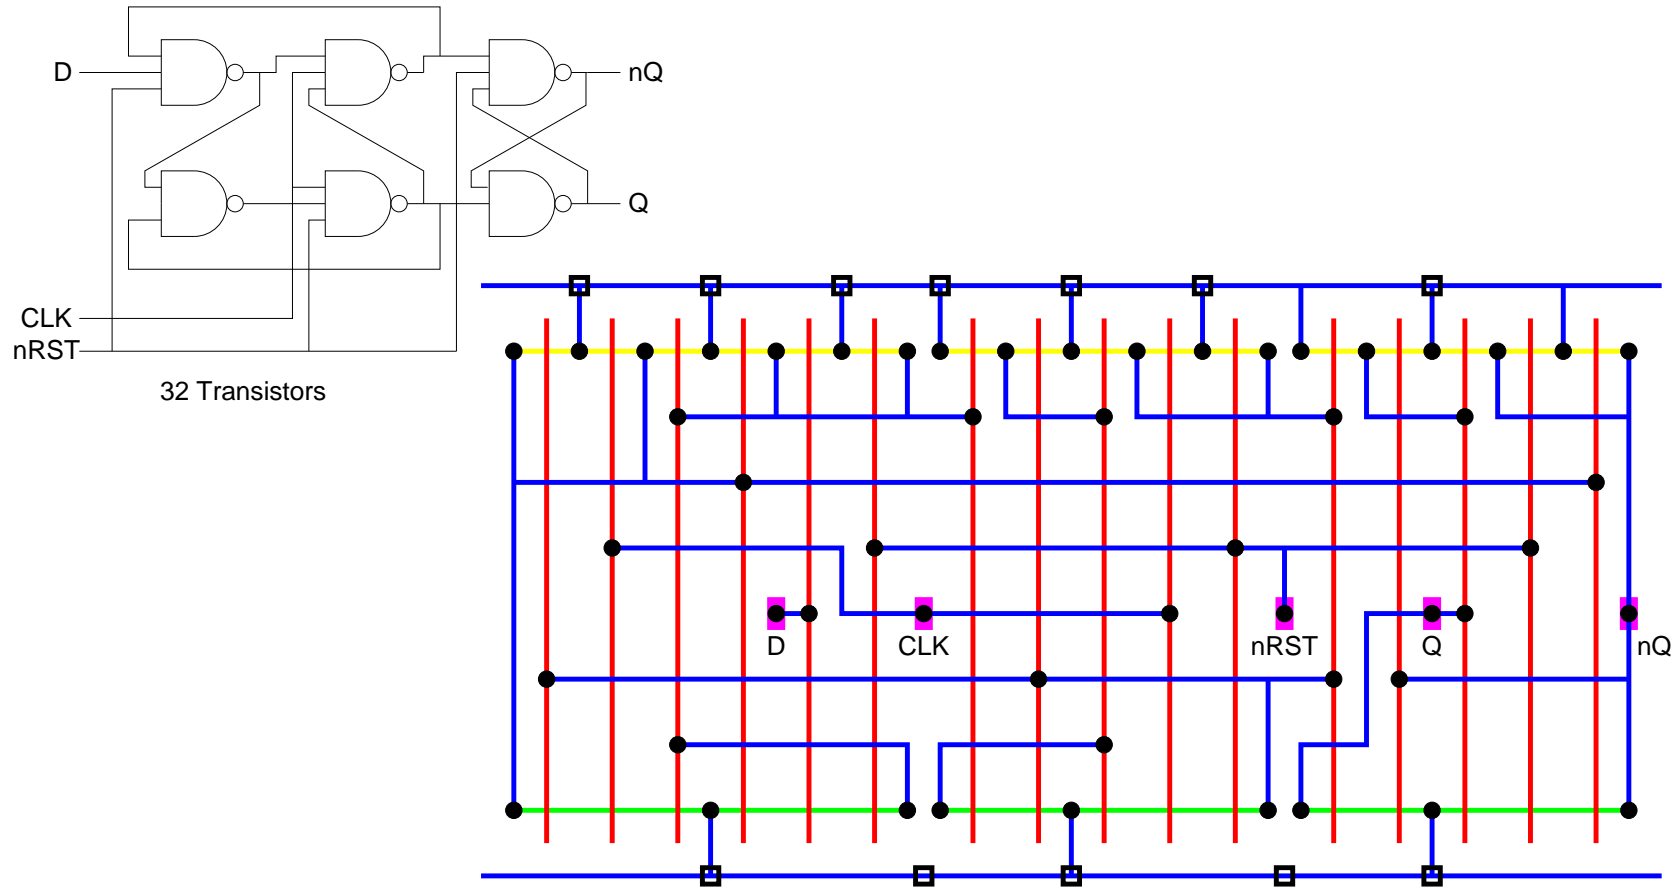 D
nQ
Q
CLK
nRST
32 Transistors
D
CLK
nRST
Q
nQ